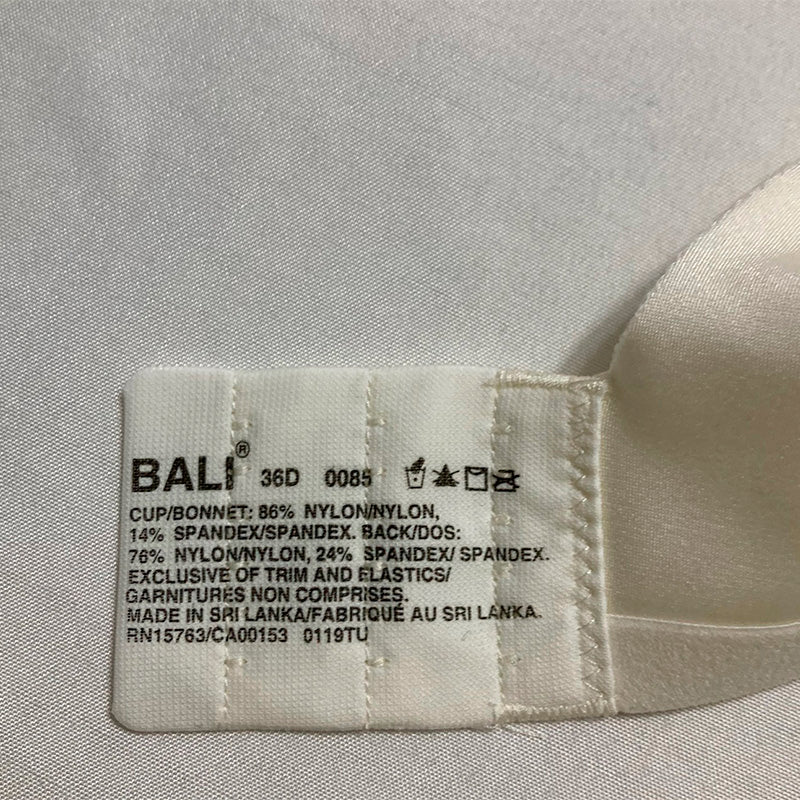 BALI® 36D 0085
CUP/BONNET: 86% NYLON/NYLON,
14% SPANDEX/SPANDEX. BACK/DOS:
76% NYLON/NYLON, 24% SPANDEX/ SPANDEX.
EXCLUSIVE OF TRIM AND ELASTICS/
GARNITURES NON COMPRISES.
MADE IN SRI LANKA/FABRIQUÉ AU SRI LANKA.
RN15763/CA00153 0119TU